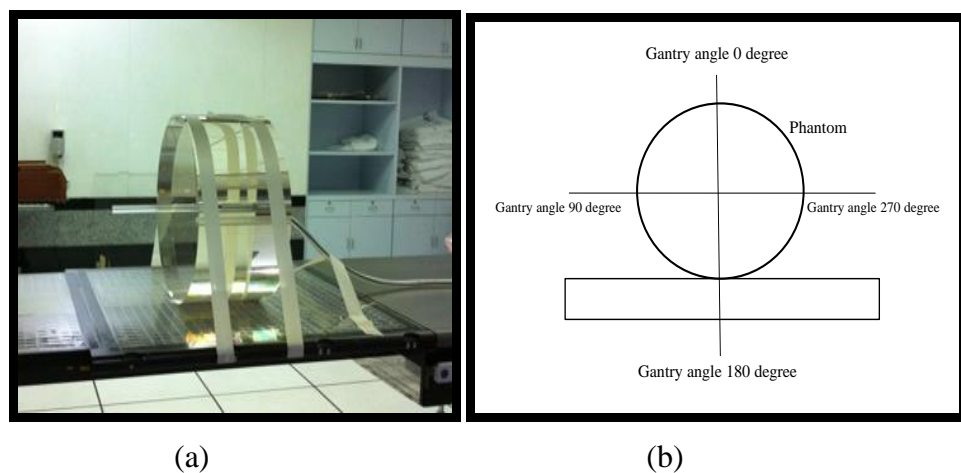 Gantry angle 0 degree
Phantom
Gantry angle 90 degree
Gantry angle 270 degree
Gantry angle 180 degree
(a)
(b)